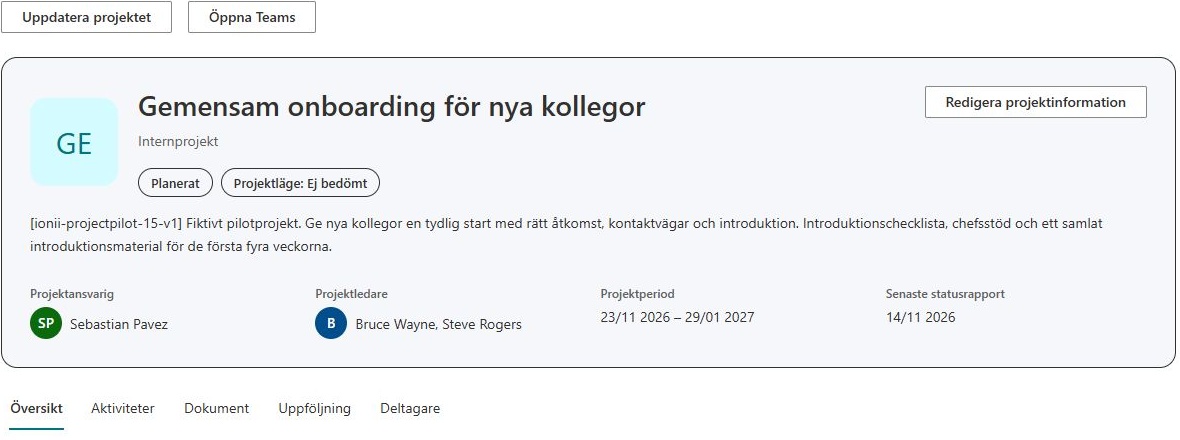 Uppdatera projektet
Öppna Teams
GE
Gemensam onboarding för nya kollegor
Redigera projektinformation
Internprojekt
Planerat
Projektläge: Ej bedömt
[ionii-projectpilot-15-v1] Fiktivt pilotprojekt. Ge nya kollegor en tydlig start med rätt åtkomst, kontaktvägar och introduktion. Introduktionschecklista, chefsstöd och ett samlat
introduktionsmaterial för de första fyra veckorna.
Projektansvarig
SP
Sebastian Pavez
Projektledare
B
Bruce Wayne, Steve Rogers
Projektperiod
23/11 2026 – 29/01 2027
Senaste statusrapport
14/11 2026
Översikt
Aktiviteter
Dokument
Uppföljning
Deltagare